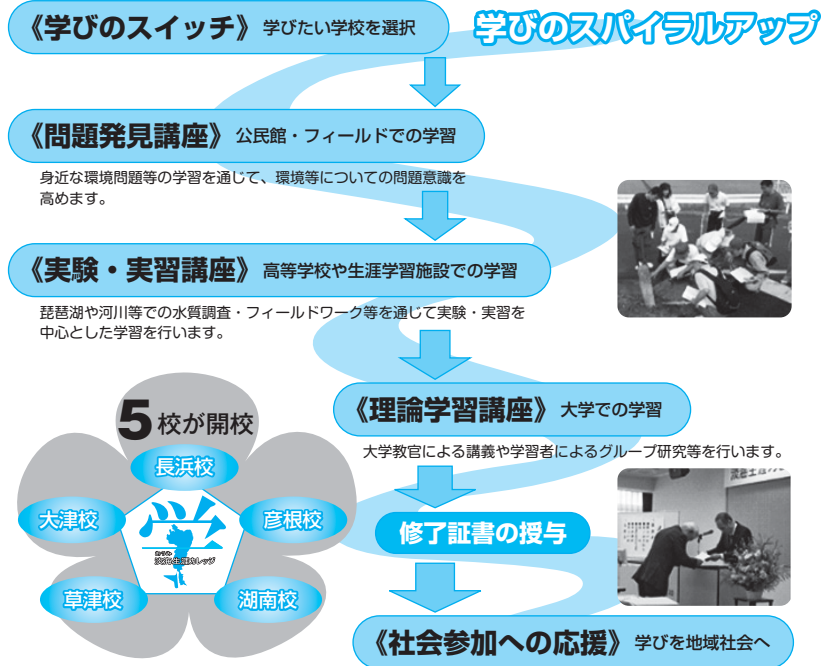 学びのスパイラルアップ
《学びのスイッチ》 学びたい学校を選択
《問題発見講座》 公民館・フィールドでの学習
身近な環境問題等の学習を通じて、環境等についての問題意識を
高めます。
《実験・実習講座》 高等学校や生涯学習施設での学習
琵琶湖や河川等での水質調査・フィールドワーク等を通じて実験・実習を
中心とした学習を行います。
《理論学習講座》 大学での学習
大学教官による講義や学習者によるグループ研究等を行います。
修了証書の授与
《社会参加への応援》 学びを地域社会へ
5校が開校
長浜校
大津校
彦根校
草津校
湖南校
学
淡海生涯カレッジ